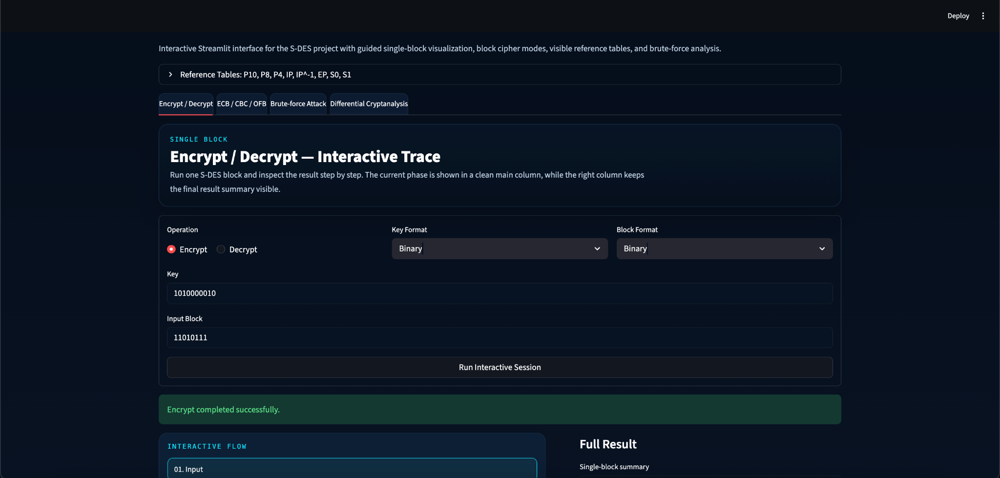 Deploy
Interactive Streamlit interface for the S-DES project with guided single-block visualization, block cipher modes, visible reference tables, and brute-force analysis.
Reference Tables: P10, P8, P4, IP, IP^-1, EP, S0, S1
Encrypt / Decrypt ECB / CBC / OFB Brute-force Attack Differential Cryptanalysis
SINGLE BLOCK
Encrypt / Decrypt — Interactive Trace
Run one S-DES block and inspect the result step by step. The current phase is shown in a clean main column, while the right column keeps
the final result summary visible.
Operation Key Format Block Format
Encrypt Decrypt Binary Binary
Key
1010000010
Input Block
11010111
Run Interactive Session
Encrypt completed successfully.
INTERACTIVE FLOW
01. Input
Full Result
Single-block summary